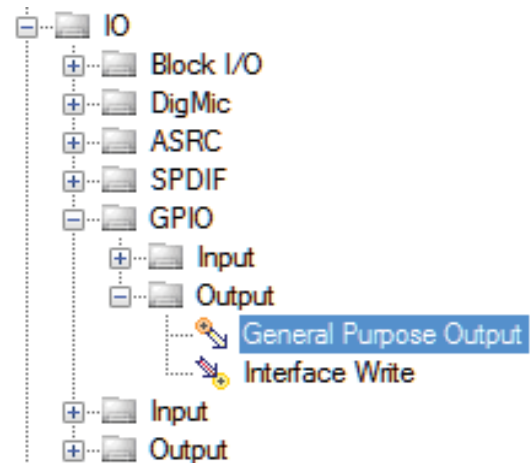 IO
Block I/O
DigMic
ASRC
SPDIF
GPIO
Input
Output
General Purpose Output
Interface Write
Input
Output